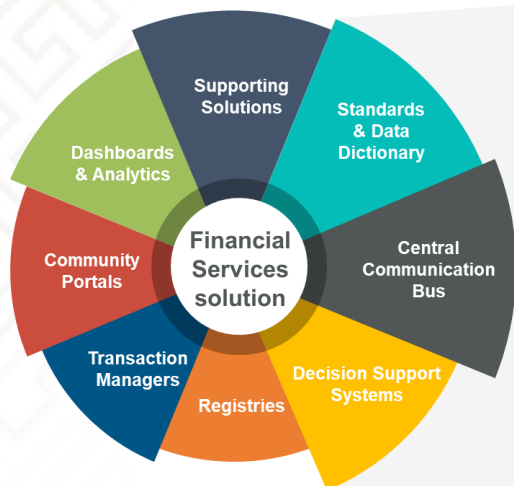 Supporting
Solutions
Standards
& Data
Dictionary
Central
Communication
Bus
Decision Support
Systems
Registries
Transaction
Managers
Community
Portals
Dashboards
& Analytics
Financial
Services
solution